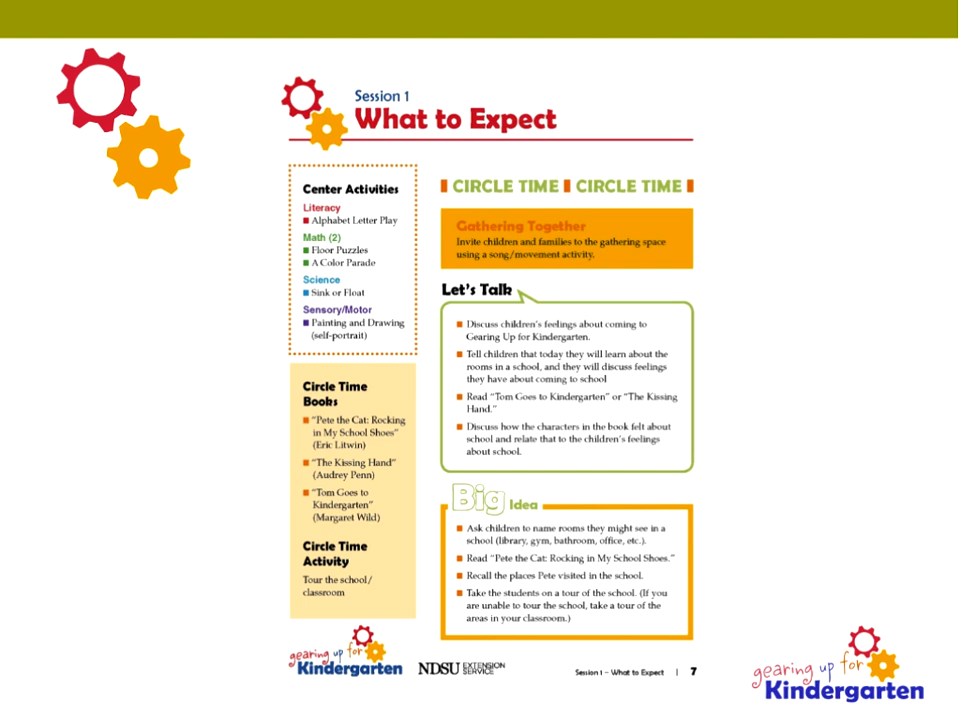 Session 1
What to Expect
Center Activities
Literacy
■ Alphabet Letter Play
Math (2)
■ Floor Puzzles
■ A Color Parade
Science
■ Sink or Float
Sensory/Motor
■ Painting and Drawing
(self-portrait)
Circle Time
Books
■ “Pete the Cat: Rocking
in My School Shoes”
(Eric Litwin)
■ “The Kissing Hand”
(Audrey Penn)
■ “Tom Goes to
Kindergarten”
(Margaret Wild)
Circle Time
Activity
Tour the school/
classroom
CIRCLE TIME CIRCLE TIME
Gathering Together
Invite children and families to the gathering space
using a song/movement activity.
Let’s Talk
■ Discuss children’s feelings about coming to
Gearing Up for Kindergarten.
■ Tell children that today they will learn about the
rooms in a school, and they will discuss feelings
they have about coming to school
■ Read “Tom Goes to Kindergarten” or “The Kissing
Hand.”
■ Discuss how the characters in the book felt about
school and relate that to the children’s feelings
about school.
Big Idea
■ Ask children to name rooms they might see in a
school (library, gym, bathroom, office, etc.).
■ Read “Pete the Cat: Rocking in My School Shoes.”
■ Recall the places Pete visited in the school.
■ Take the students on a tour of the school. (If you
are unable to tour the school, take a tour of the
areas in your classroom.)
gearing up for
Kindergarten
NDSU EXTENSION
SERVICE
Session 1 – What to Expect | 7
gearing up for
Kindergarten